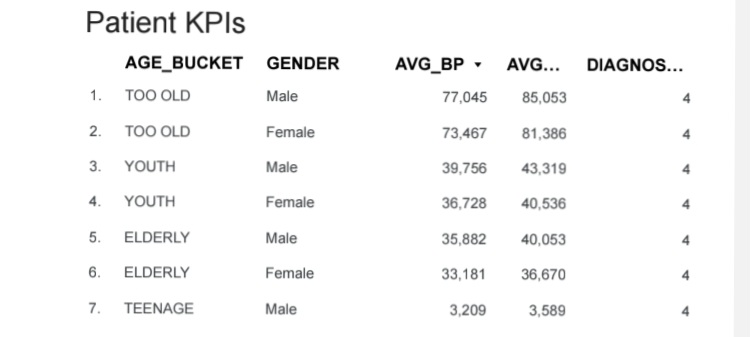 Patient KPIs
AGE_BUCKET GENDER AVG_BP ▼ AVG... DIAGNOS...
1. TOO OLD Male 77,045 85,053 4
2. TOO OLD Female 73,467 81,386 4
3. YOUTH Male 39,756 43,319 4
4. YOUTH Female 36,728 40,536 4
5. ELDERLY Male 35,882 40,053 4
6. ELDERLY Female 33,181 36,670 4
7. TEENAGE Male 3,209 3,589 4